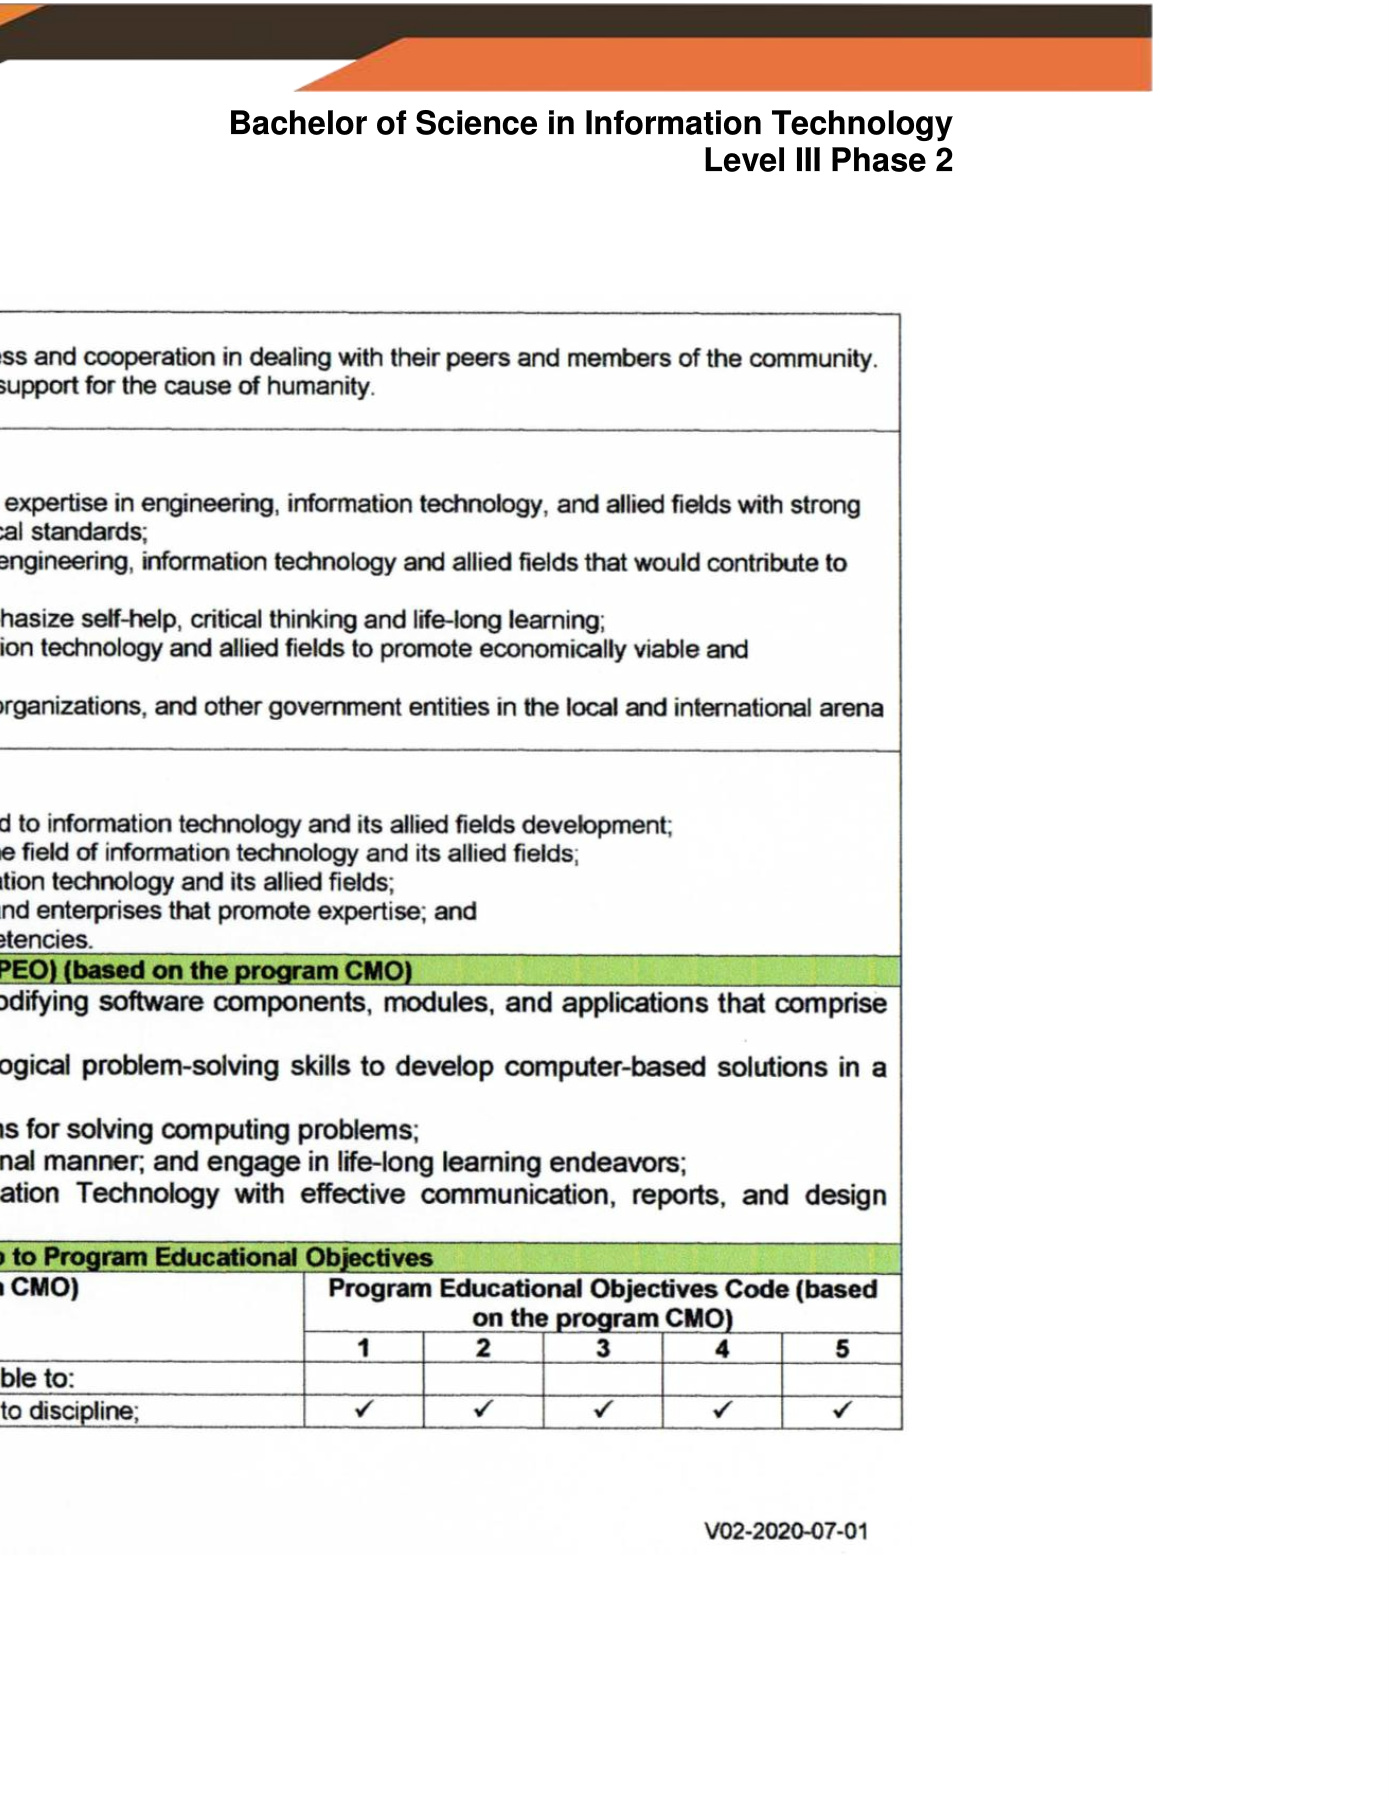 Bachelor of Science in Information Technology
Level III Phase 2
ss and cooperation in dealing with their peers and members of the community.
support for the cause of humanity.
expertise in engineering, information technology, and allied fields with strong
cal standards;
engineering, information technology and allied fields that would contribute to
hasize self-help, critical thinking and life-long learning;
ion technology and allied fields to promote economically viable and
organizations, and other government entities in the local and international arena
d to information technology and its allied fields development;
e field of information technology and its allied fields;
ation technology and its allied fields;
nd enterprises that promote expertise; and
etencies.
PEO) (based on the program CMO)
odifying software components, modules, and applications that comprise
ogical problem-solving skills to develop computer-based solutions in a
ns for solving computing problems;
nal manner; and engage in life-long learning endeavors;
ation Technology with effective communication, reports, and design
p to Program Educational Objectives
CMO)
Program Educational Objectives Code (based
on the program CMO)
1 2 3 4 5
ble to:
to discipline; ✓ ✓ ✓ ✓ ✓
V02-2020-07-01